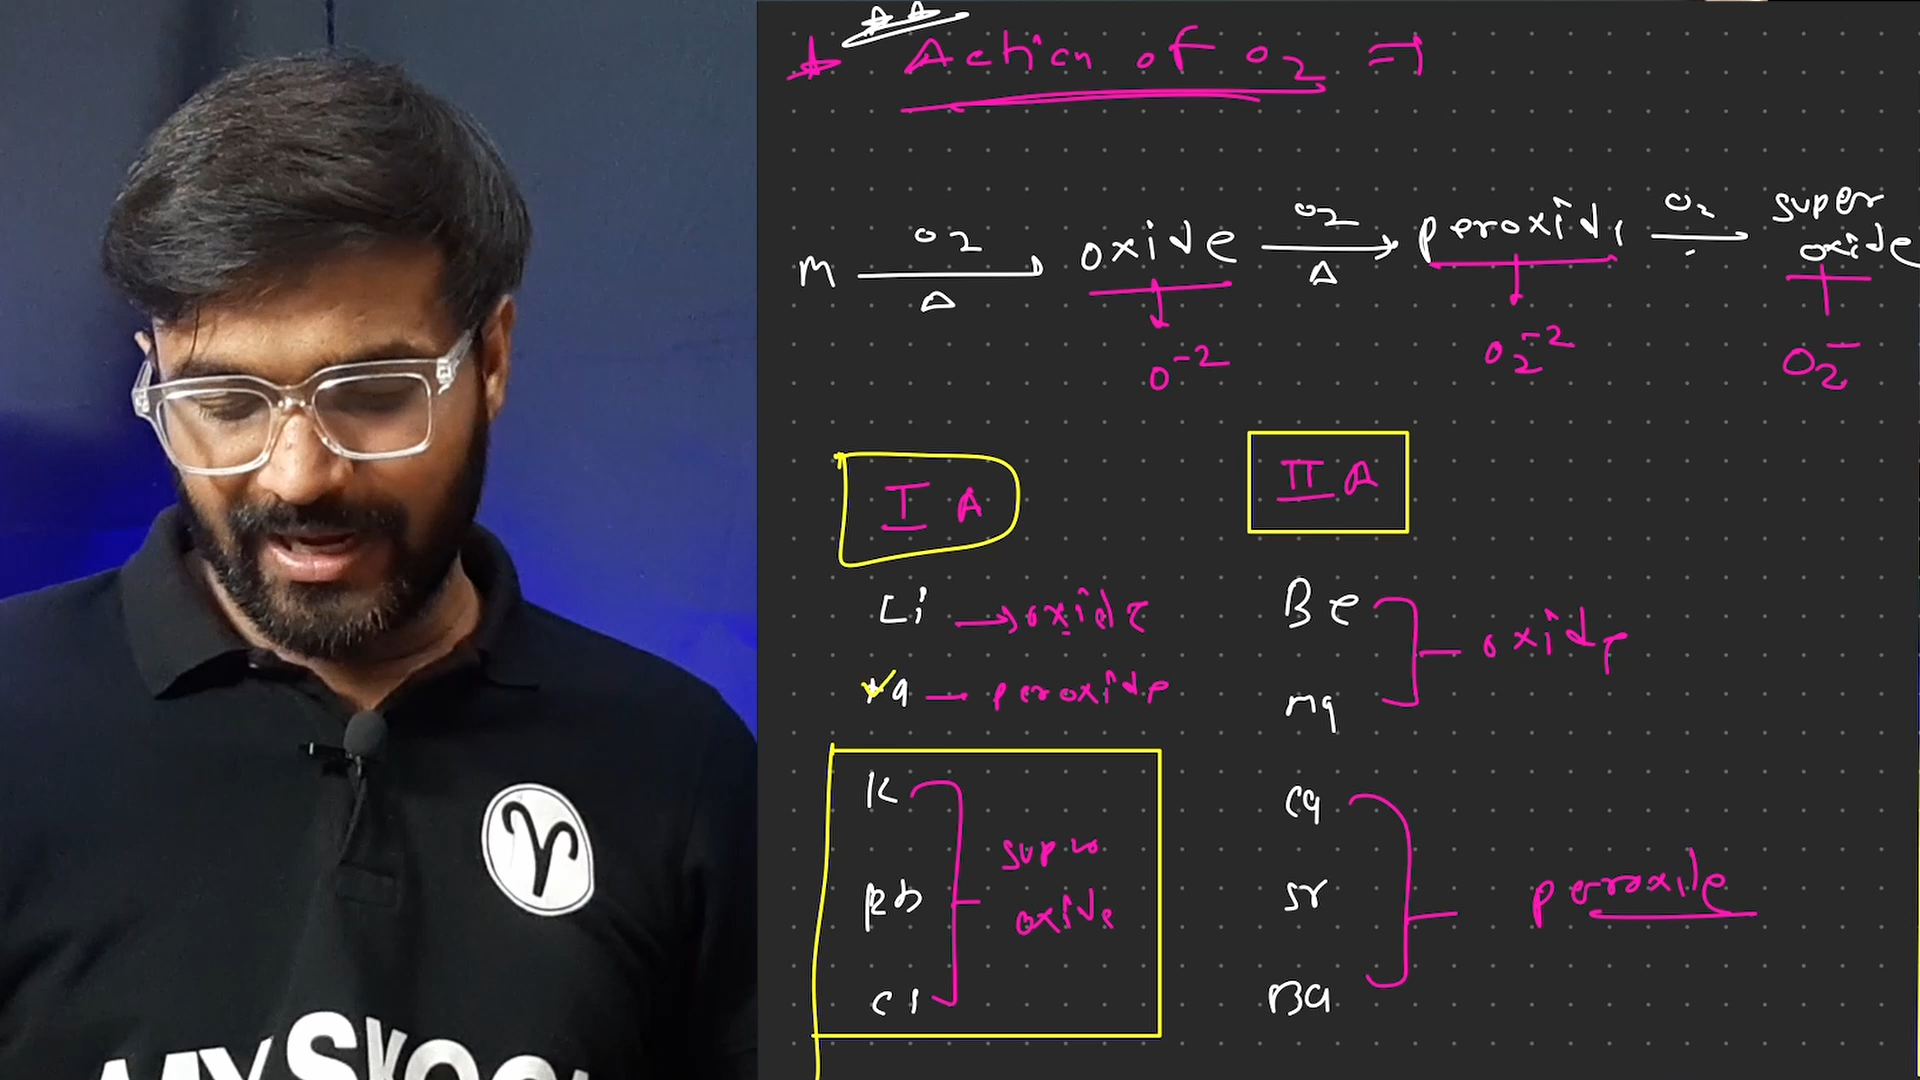 Action of O2 ⇒
M O2 Δ oxide O2 Δ peroxide O2 super oxide
O-2 O2-2 O2-
I A
II A
Li → oxide
Be
oxide
Na — peroxide
Mg
K
Ca
super
oxide
Rb
Sr
peroxide
Cs
Ba